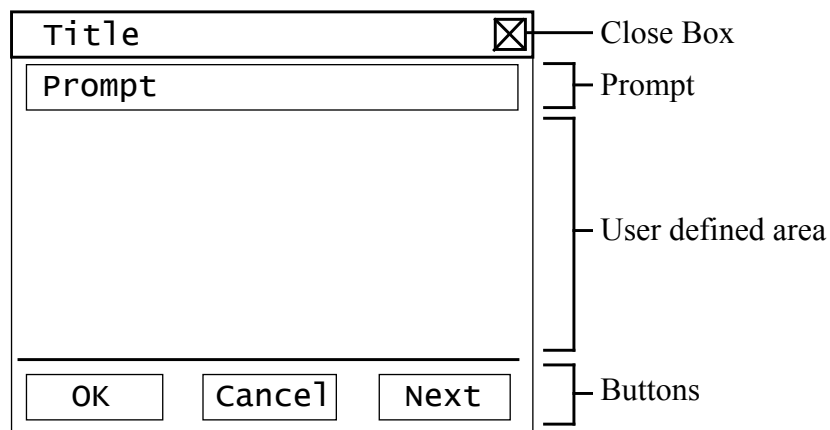 Title
Close Box
Prompt
Prompt
User defined area
OK
Cancel
Next
Buttons